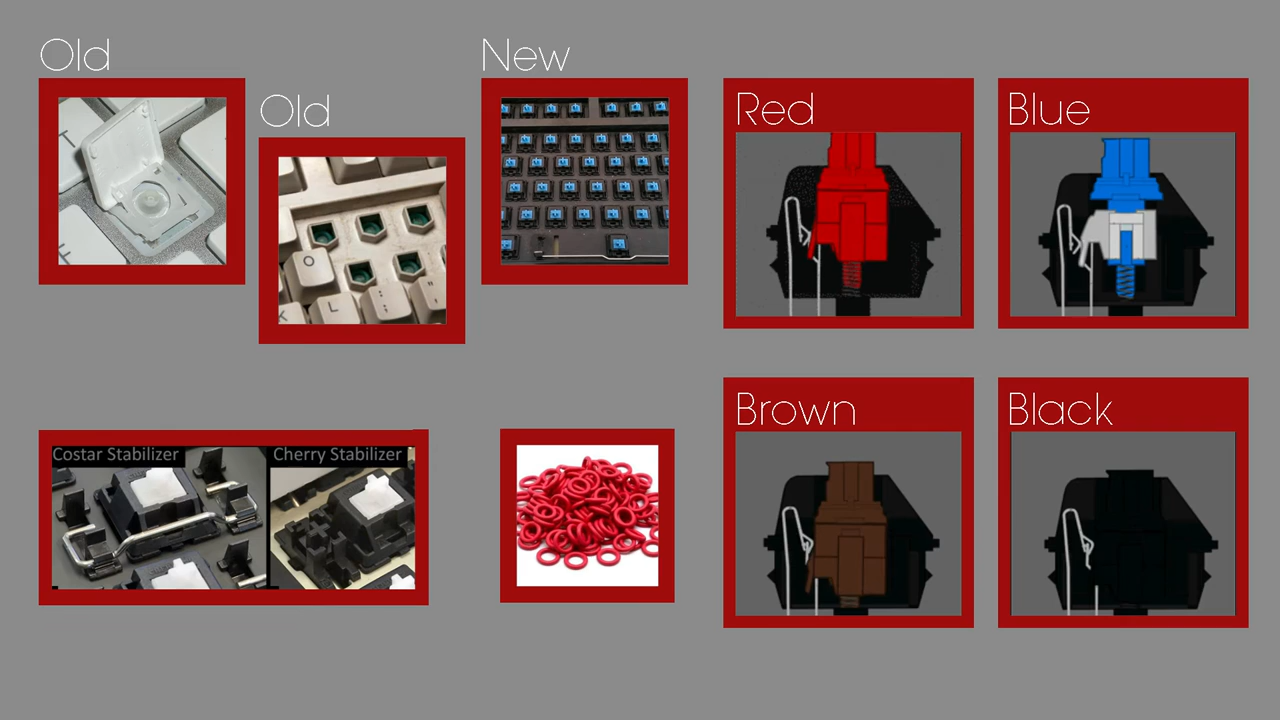 Old
Old
New
Red
Blue
Brown
Black
Costar Stabilizer
Cherry Stabilizer
O
K
L